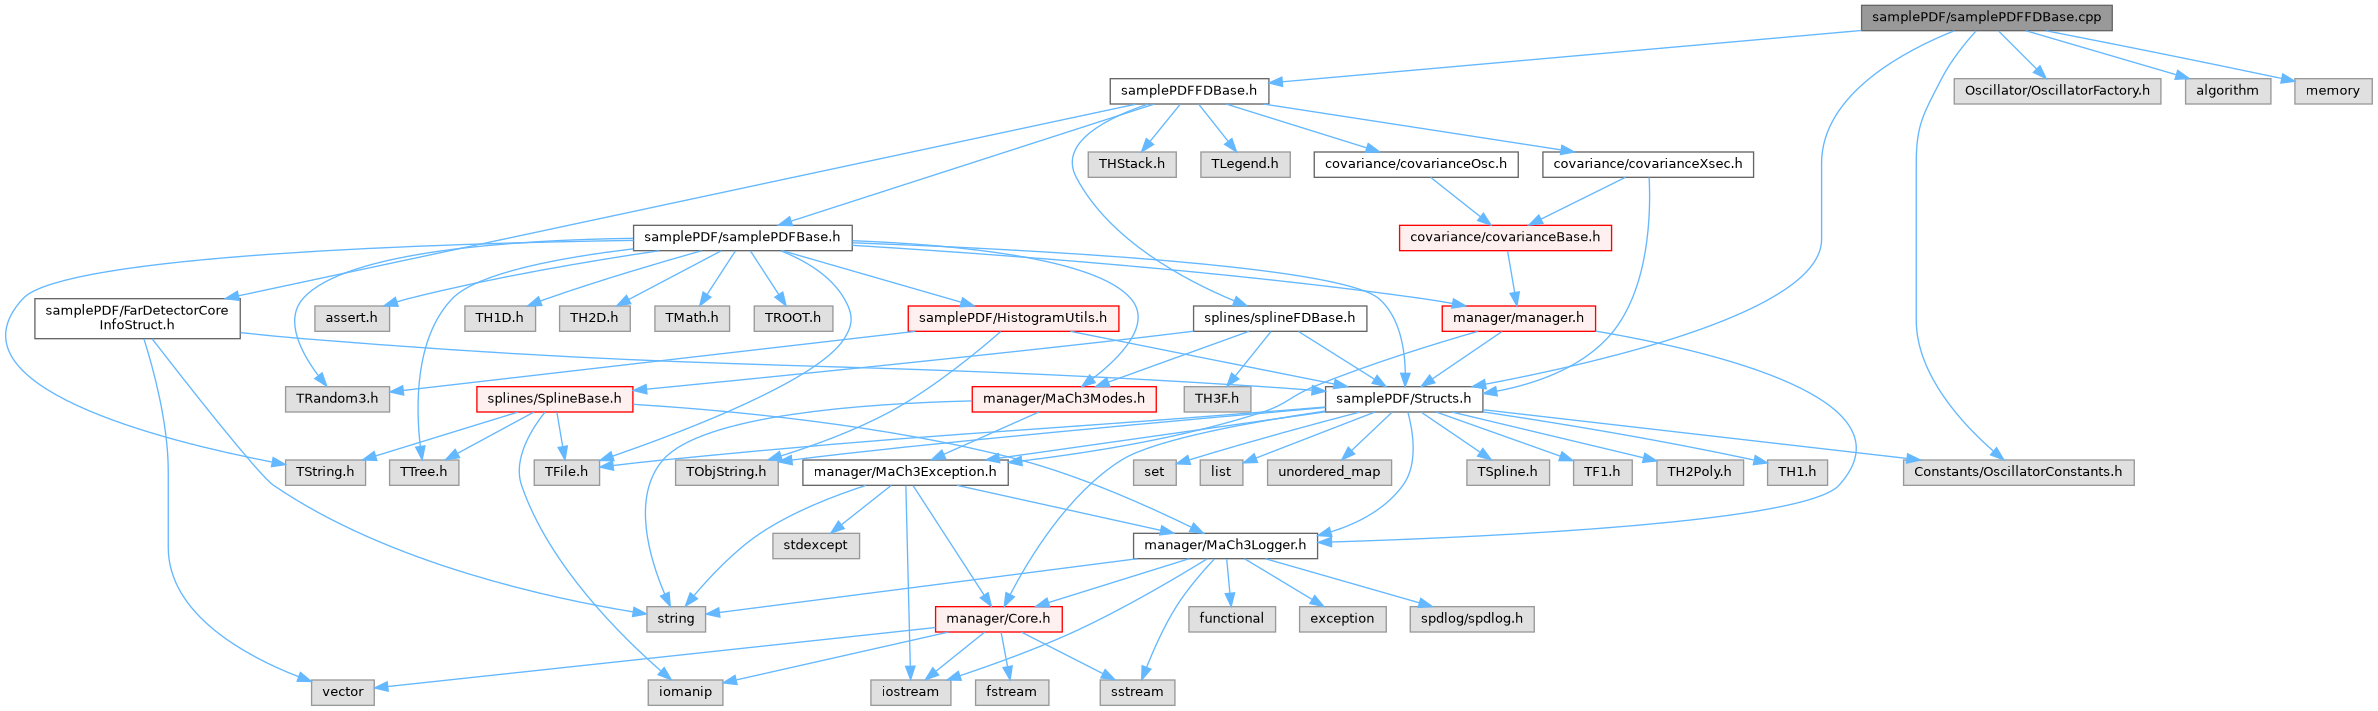 samplePDF/samplePDFFDBase.cpp
samplePDFFDBase.h
Oscillator/OscillatorFactory.h
algorithm
memory
THStack.h
TLegend.h
covariance/covarianceOsc.h
covariance/covarianceXsec.h
samplePDF/samplePDFBase.h
covariance/covarianceBase.h
samplePDF/FarDetectorCore
InfoStruct.h
assert.h
TH1D.h
TH2D.h
TMath.h
TROOT.h
samplePDF/HistogramUtils.h
splines/splineFDBase.h
manager/manager.h
TRandom3.h
splines/SplineBase.h
manager/MaCh3Modes.h
TH3F.h
samplePDF/Structs.h
TString.h
TTree.h
TFile.h
TObjString.h
manager/MaCh3Exception.h
set
list
unordered_map
TSpline.h
TF1.h
TH2Poly.h
TH1.h
Constants/OscillatorConstants.h
stdexcept
manager/MaCh3Logger.h
string
manager/Core.h
functional
exception
spdlog/spdlog.h
vector
iomanip
iostream
fstream
sstream